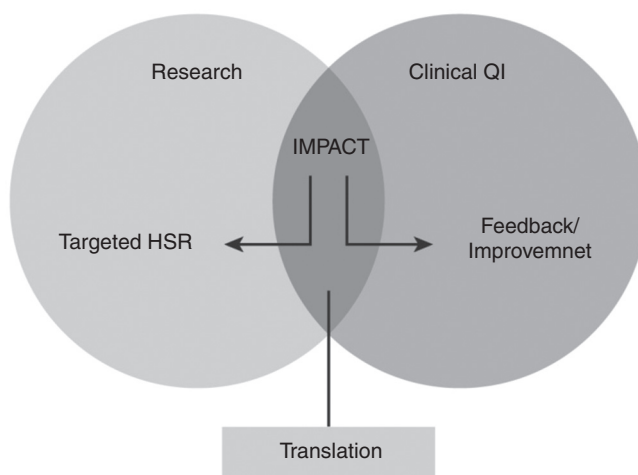 Research
Clinical QI
IMPACT
Targeted HSR
Feedback/
Improvemnet
Translation